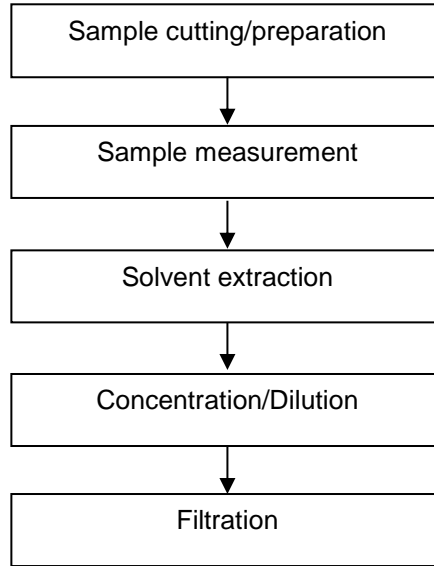 Sample cutting/preparation
Sample measurement
Solvent extraction
Concentration/Dilution
Filtration